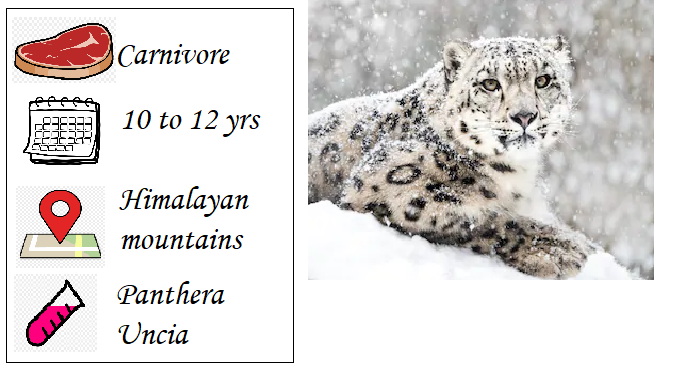 Carnivore
10 to 12 yrs
Himalayan
mountains
Panthera
Uncia